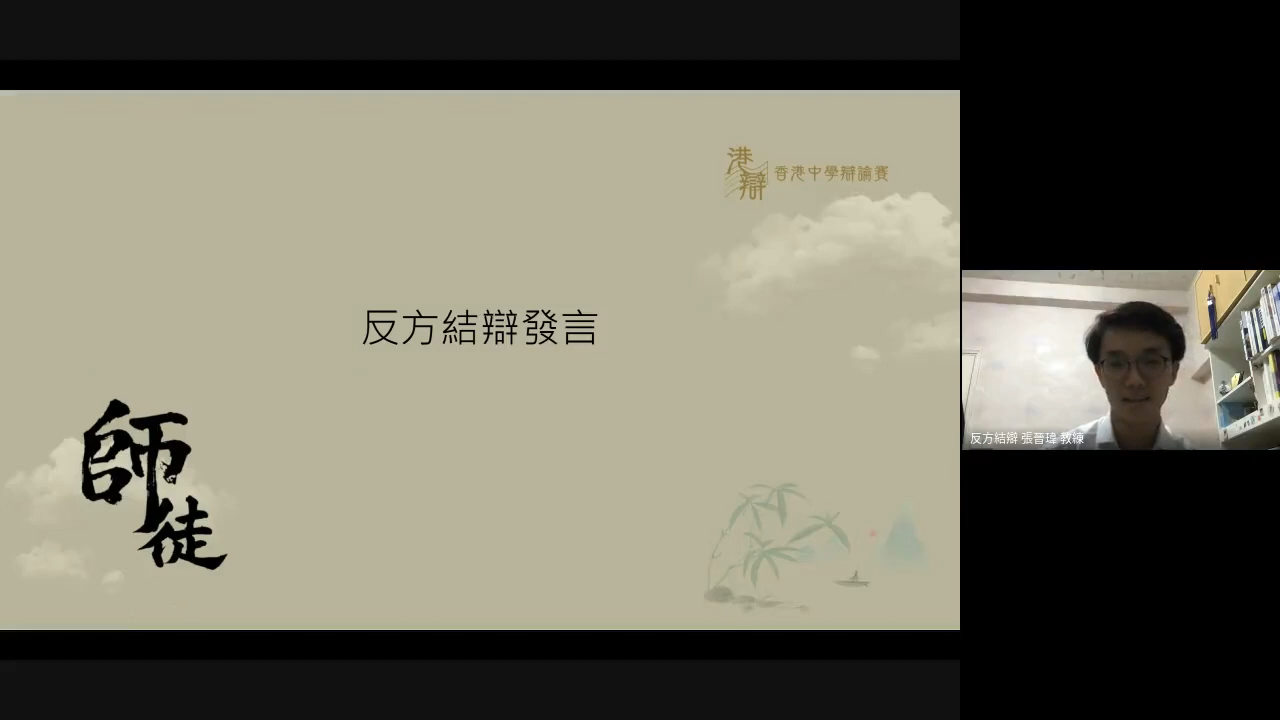 港辯
香港中學辯論賽
反方結辯發言
師徒
反方結辯 張晉瑋 教練